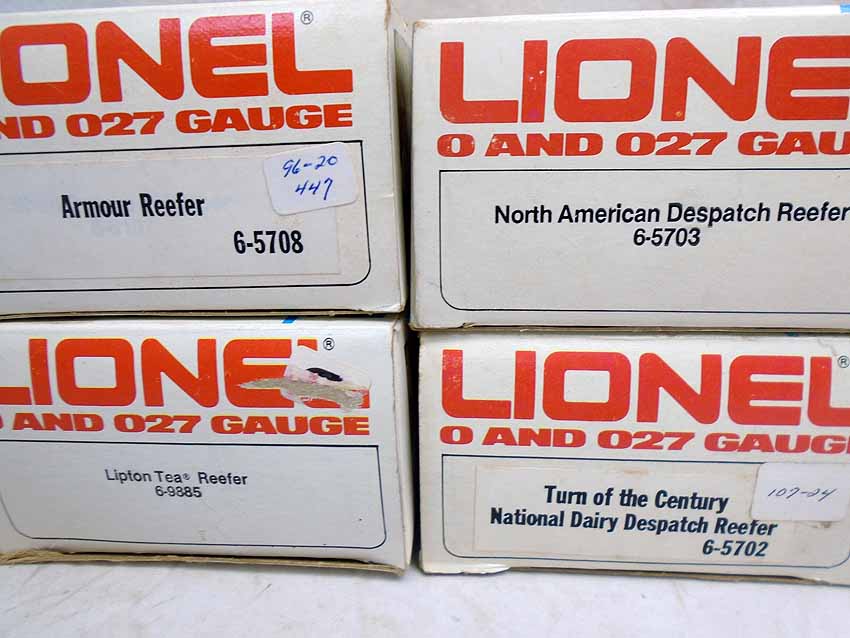 IONEL®
ND 027 GAUGE
96-20
447
Armour Reefer
6-5708
LIONE
O AND 027 GAU
North American Despatch Reefer
6-5703
LIONEL®
O AND 027 GAUGE
Lipton Tea® Reefer
6-9885
LIONEL®
O AND 027 GAUGE
107-24
Turn of the Century
National Dairy Despatch Reefer
6-5702